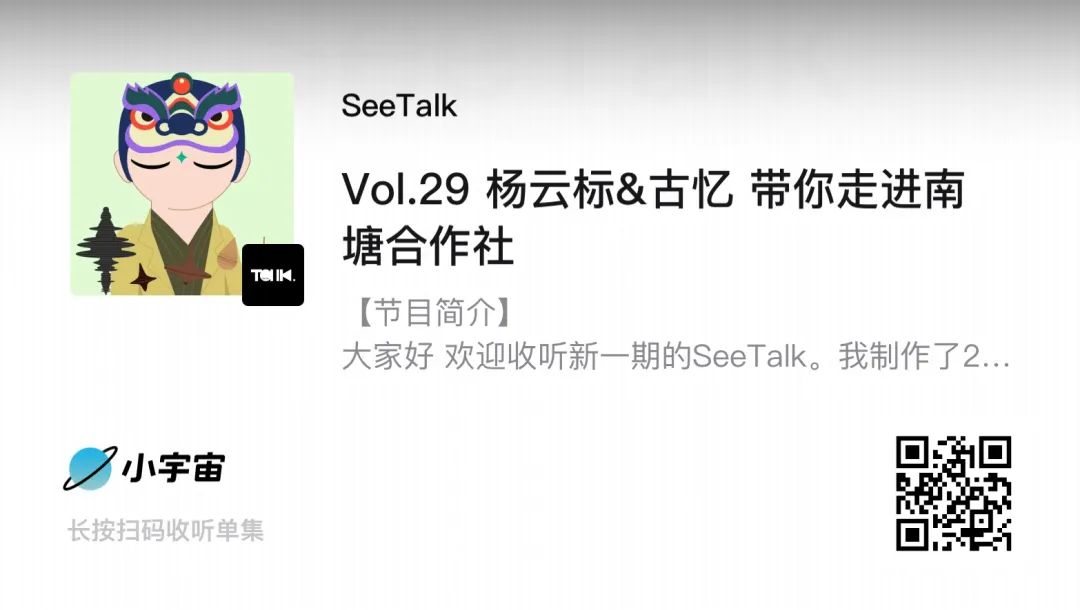 SeeTalk
Vol.29 杨云标&古忆 带你走进南
塘合作社
【节目简介】
大家好 欢迎收听新一期的SeeTalk。我制作了2...
TALK.
小宇宙
长按扫码收听单集